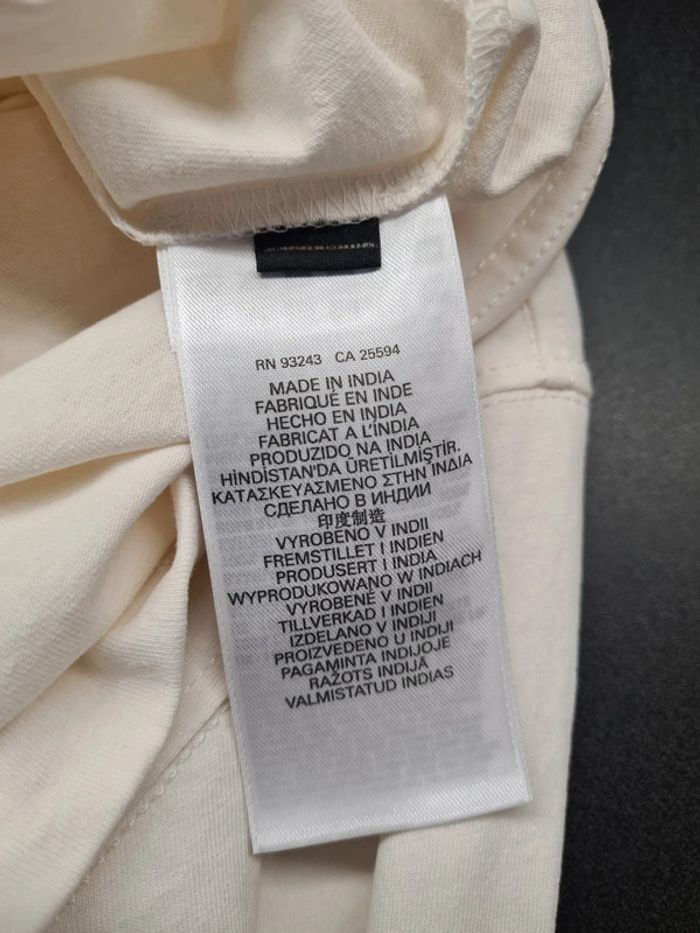 RN 93243 CA 25594
MADE IN INDIA
FABRIQUÉ EN INDE
HECHO EN INDIA
FABRICAT A L'ÍNDIA
PRODUZIDO NA INDIA
HİNDİSTAN'DA ÜRETİLMİŞTİR.
ΚΑΤΑΣΚΕΥΑΣΜΕΝΟ ΣΤΗΝ ΙΝΔΙΑ
СДЕЛАНО В ИНДИИ
印度制造
VYROBENO V INDII
FREMSTILLET I INDIEN
PRODUSERT I INDIA
WYPRODUKOWANO W INDIACH
VYROBENÉ V INDII
TILLVERKAD I INDIEN
IZDELANO V INDIJI
PROIZVEDENO U INDIJI
PAGAMINTA INDIJOJE
RAŽOTS INDIJĀ
VALMISTATUD INDIAS